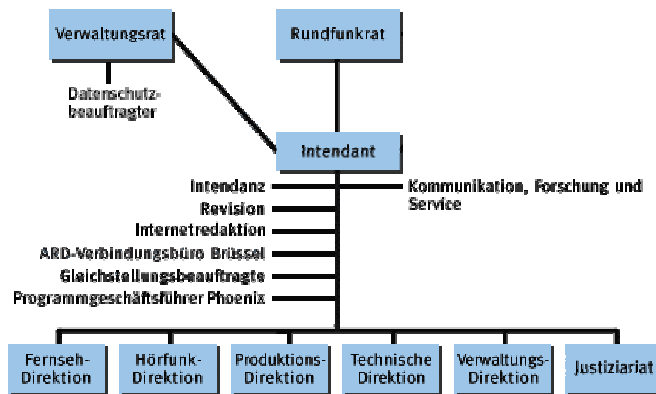 Verwaltungsrat
Rundfunkrat
Datenschutz-
beauftragter
Intendant
Intendanz
Kommunikation, Forschung und
Service
Revision
Internetredaktion
ARD-Verbindungsbüro Brüssel
Gleichstellungsbeauftragte
Programmgeschäftsführer Phoenix
Fernseh-
Direktion
Hörfunk-
Direktion
Produktions-
Direktion
Technische
Direktion
Verwaltungs-
Direktion
Justiziariat